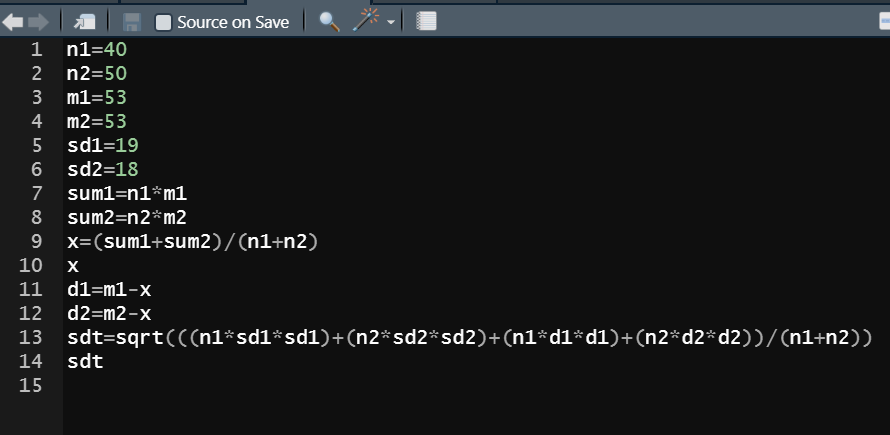 Source on Save
1 n1=40
2 n2=50
3 m1=53
4 m2=53
5 sd1=19
6 sd2=18
7 sum1=n1*m1
8 sum2=n2*m2
9 x=(sum1+sum2)/(n1+n2)
10 x
11 d1=m1-x
12 d2=m2-x
13 sdt=sqrt(((n1*sd1*sd1)+(n2*sd2*sd2)+(n1*d1*d1)+(n2*d2*d2))/(n1+n2))
14 sdt
15